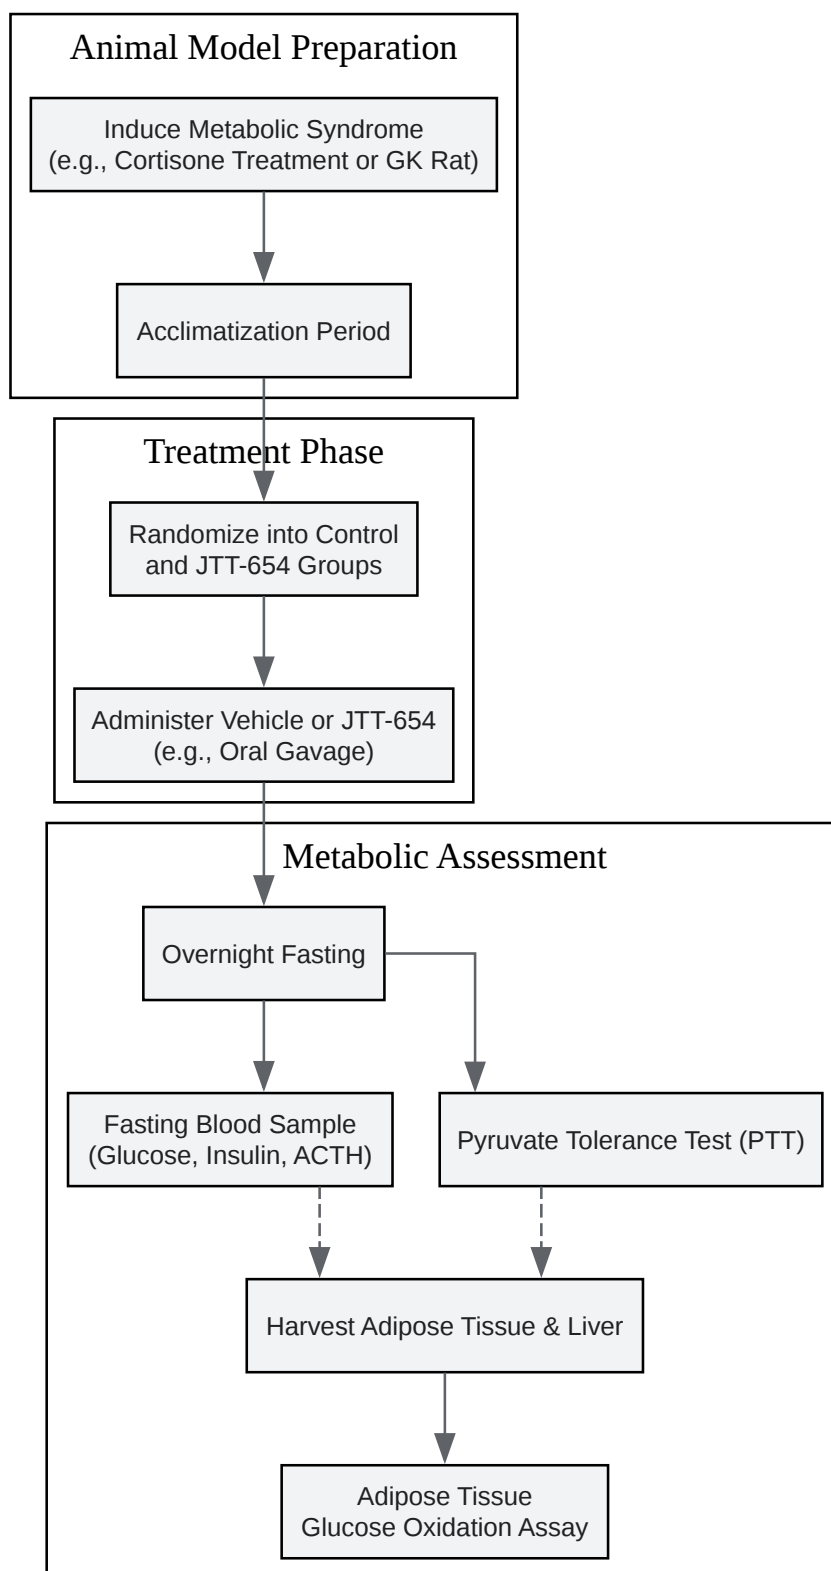 Animal Model Preparation
Induce Metabolic Syndrome
(e.g., Cortisone Treatment or GK Rat)
Acclimatization Period
Treatment Phase
Randomize into Control
and JTT-654 Groups
Administer Vehicle or JTT-654
(e.g., Oral Gavage)
Metabolic Assessment
Overnight Fasting
Fasting Blood Sample
(Glucose, Insulin, ACTH)
Pyruvate Tolerance Test (PTT)
Harvest Adipose Tissue & Liver
Adipose Tissue
Glucose Oxidation Assay